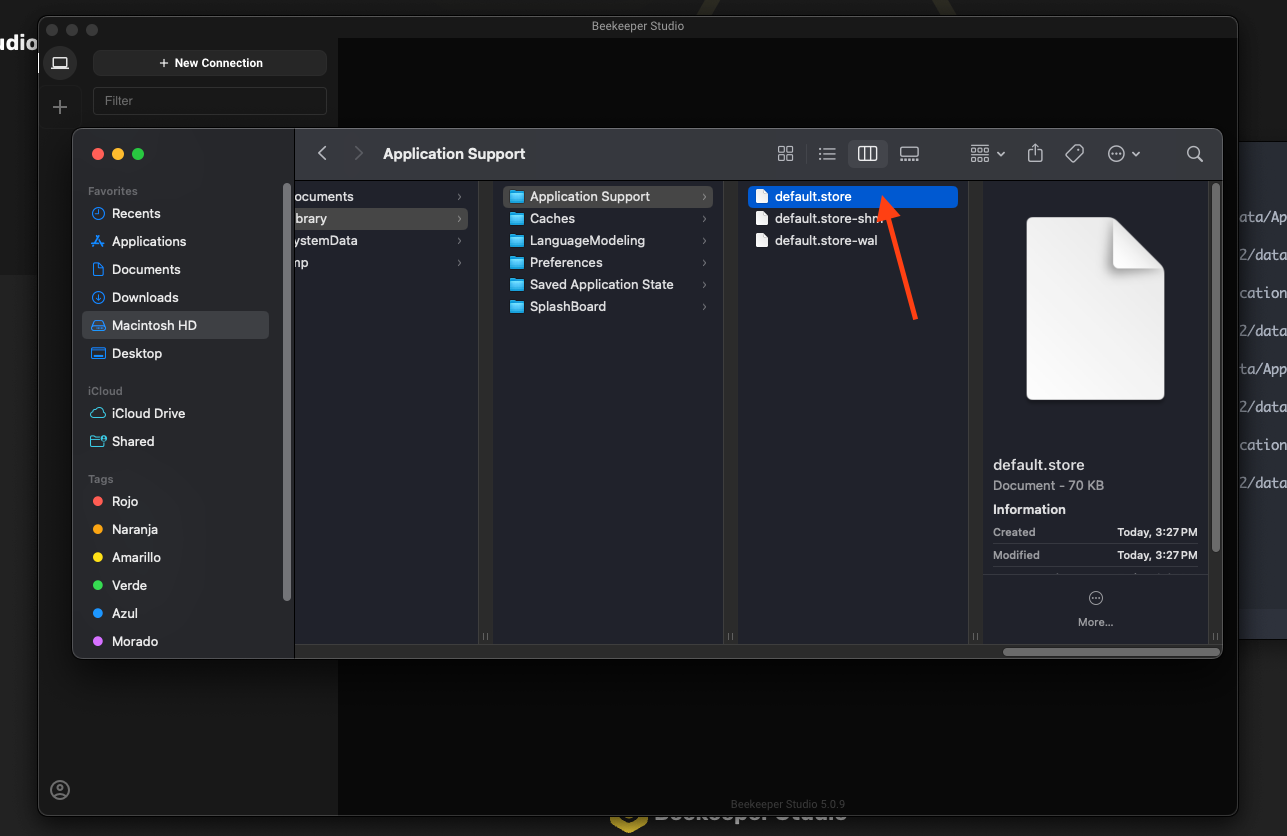 Beekeeper Studio
udio
+ New Connection
Filter
Application Support
Favorites
Recents
Applications
Documents
Downloads
Macintosh HD
Desktop
iCloud
iCloud Drive
Shared
Tags
Rojo
Naranja
Amarillo
Verde
Azul
Morado
ocuments
ibrary
ystemData
mp
Application Support
Caches
LanguageModeling
Preferences
Saved Application State
SplashBoard
default.store
default.store-shm
default.store-wal
default.store
Document - 70 KB
Information
Created Today, 3:27 PM
Modified Today, 3:27 PM
More...
ata/Ap
2/data
cation
2/data
ta/App
2/data
cation
2/data
Beekeeper Studio 5.0.9
Beekeeper Studio